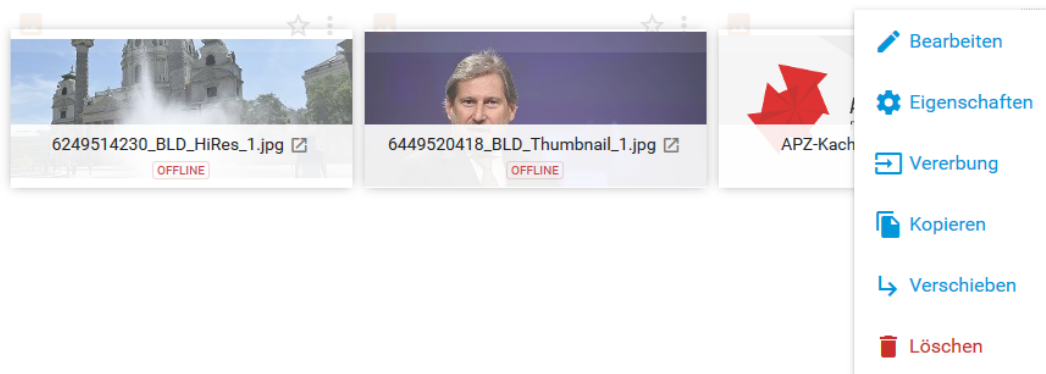 6249514230_BLD_HiRes_1.jpg
OFFLINE
6449520418_BLD_Thumbnail_1.jpg
OFFLINE
APZ-Kach
Bearbeiten
Eigenschaften
Vererbung
Kopieren
Verschieben
Löschen